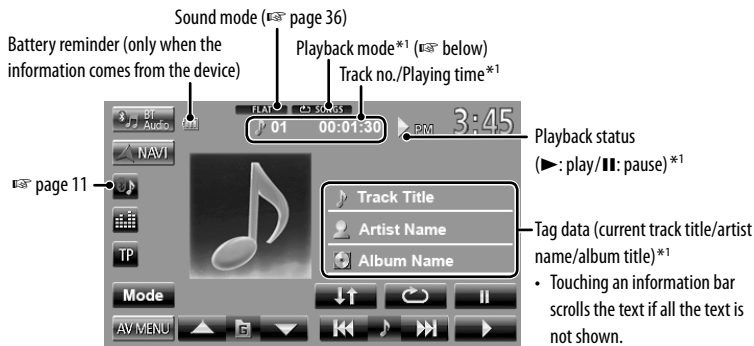 Sound mode (☞ page 36)
Battery reminder (only when the
information comes from the device)
Playback mode*1 (☞ below)
Track no./Playing time*1
BT
Audio
FLAT
SONGS
01 00:01:30
PM 3:45
Playback status
(►: play/❚❚: pause)*1
NAVI
☞ page 11
TP
Track Title
Artist Name
Album Name
Tag data (current track title/artist
name/album title)*1
• Touching an information bar
scrolls the text if all the text is
not shown.
Mode
AV MENU